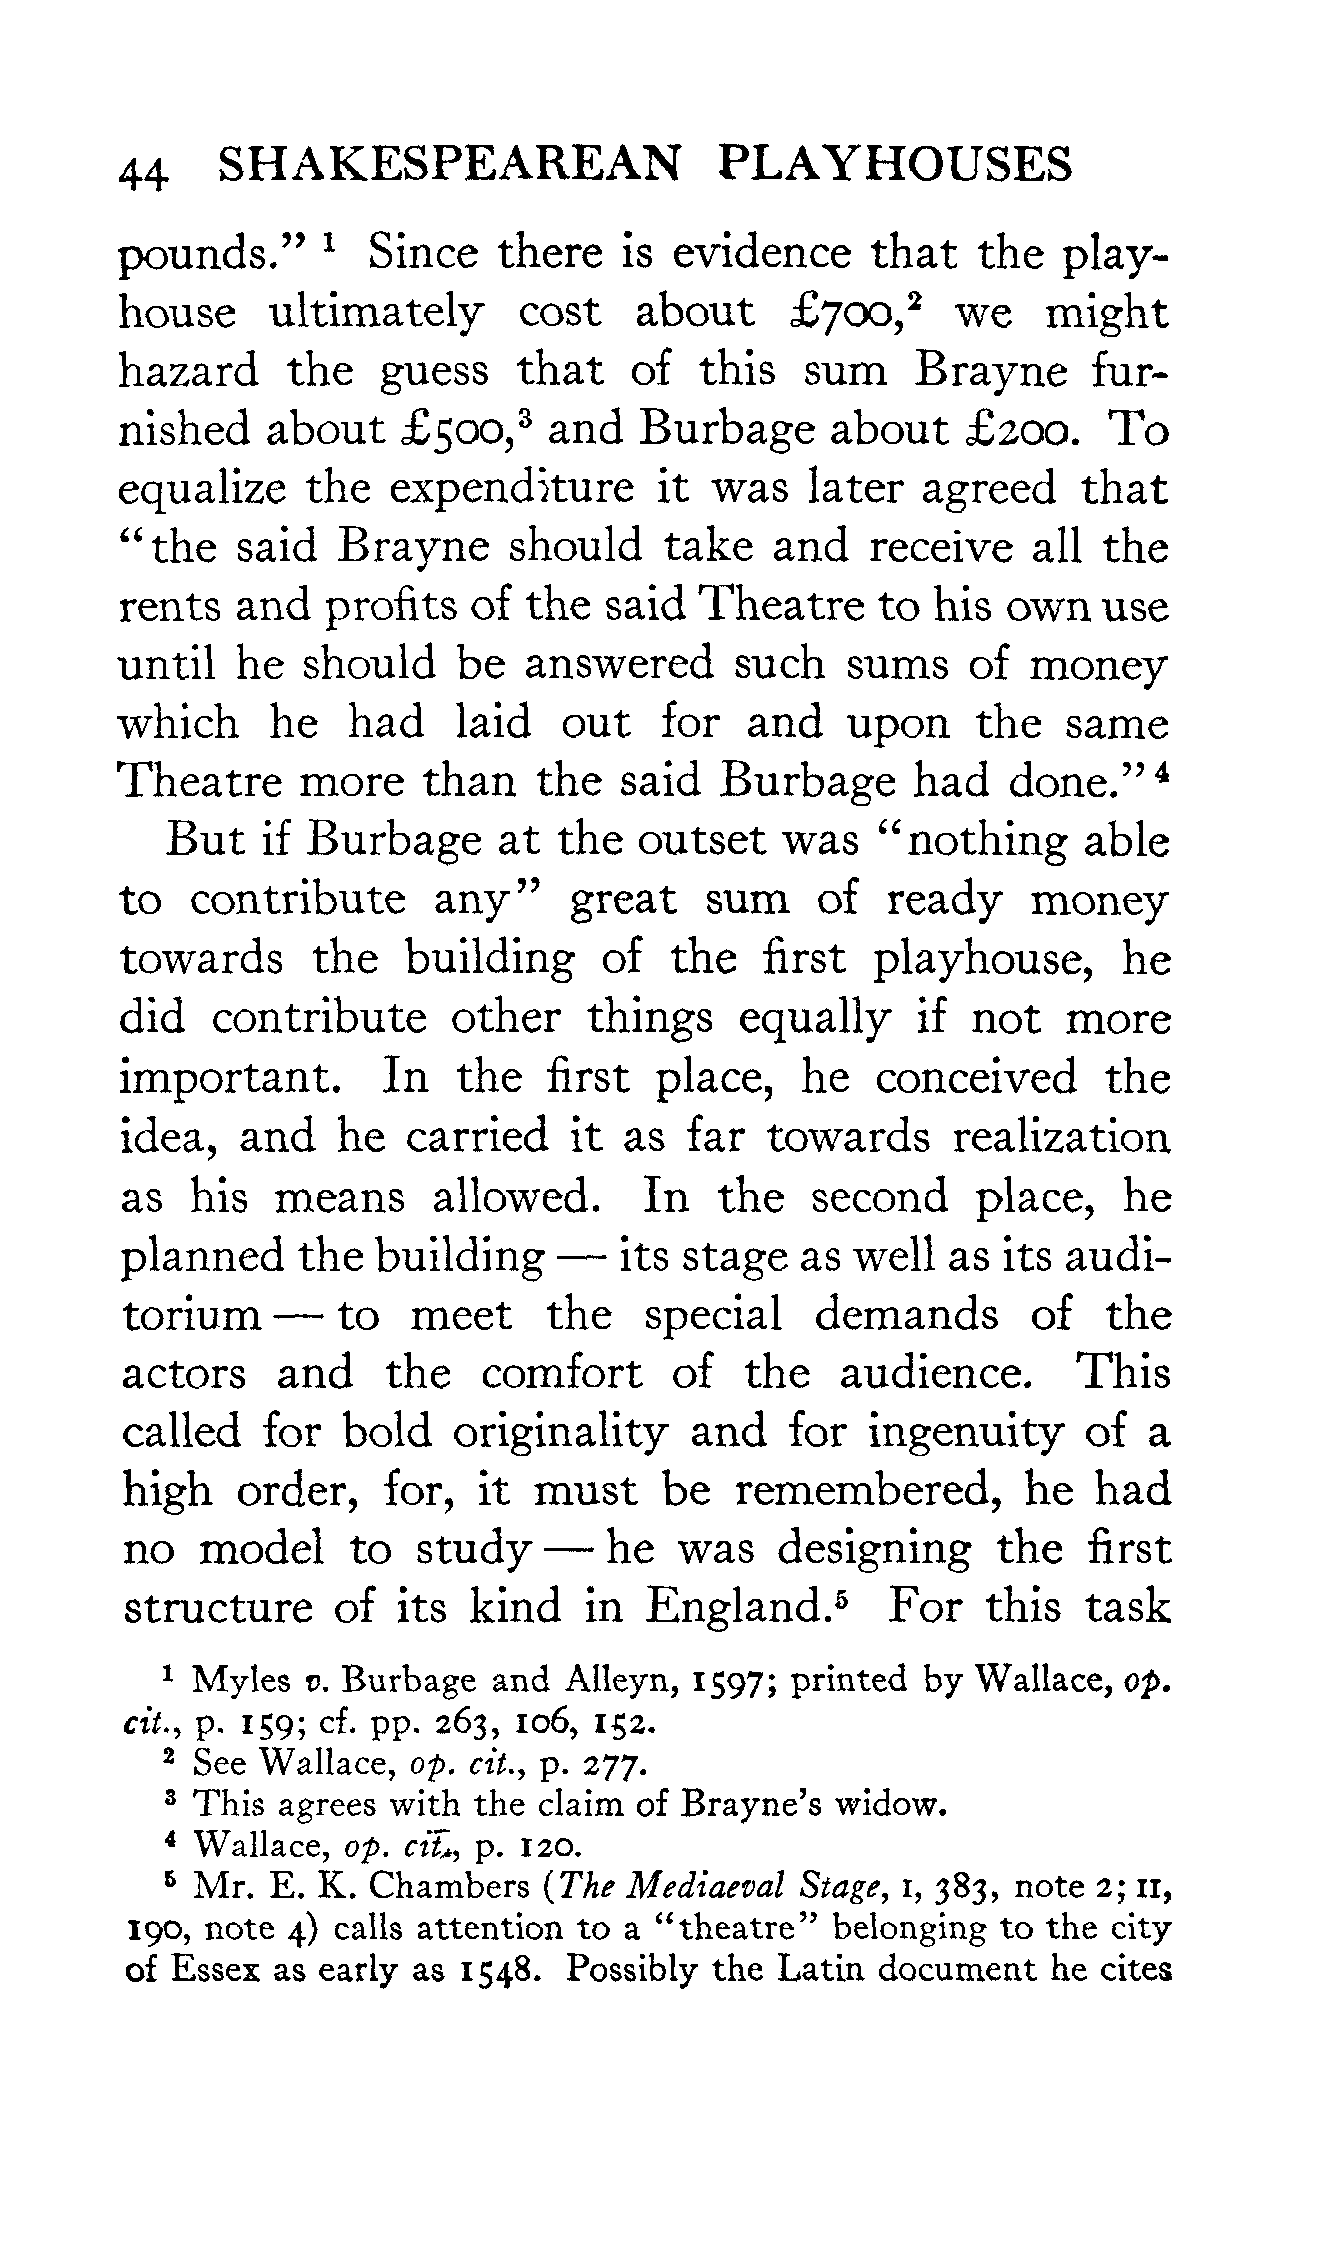 44 SHAKESPEAREAN PLAYHOUSES
pounds." ¹ Since there is evidence that the play-
house ultimately cost about £700,² we might
hazard the guess that of this sum Brayne fur-
nished about £500,³ and Burbage about £200. To
equalize the expenditure it was later agreed that
"the said Brayne should take and receive all the
rents and profits of the said Theatre to his own use
until he should be answered such sums of money
which he had laid out for and upon the same
Theatre more than the said Burbage had done." ⁴
But if Burbage at the outset was "nothing able
to contribute any" great sum of ready money
towards the building of the first playhouse, he
did contribute other things equally if not more
important. In the first place, he conceived the
idea, and he carried it as far towards realization
as his means allowed. In the second place, he
planned the building — its stage as well as its audi-
torium — to meet the special demands of the
actors and the comfort of the audience. This
called for bold originality and for ingenuity of a
high order, for, it must be remembered, he had
no model to study — he was designing the first
structure of its kind in England.⁵ For this task
¹ Myles v. Burbage and Alleyn, 1597; printed by Wallace, op.
cit., p. 159; cf. pp. 263, 106, 152.
² See Wallace, op. cit., p. 277.
³ This agrees with the claim of Brayne's widow.
⁴ Wallace, op. cit., p. 120.
⁵ Mr. E. K. Chambers (The Mediaeval Stage, I, 383, note 2; II,
190, note 4) calls attention to a "theatre" belonging to the city
of Essex as early as 1548. Possibly the Latin document he cites